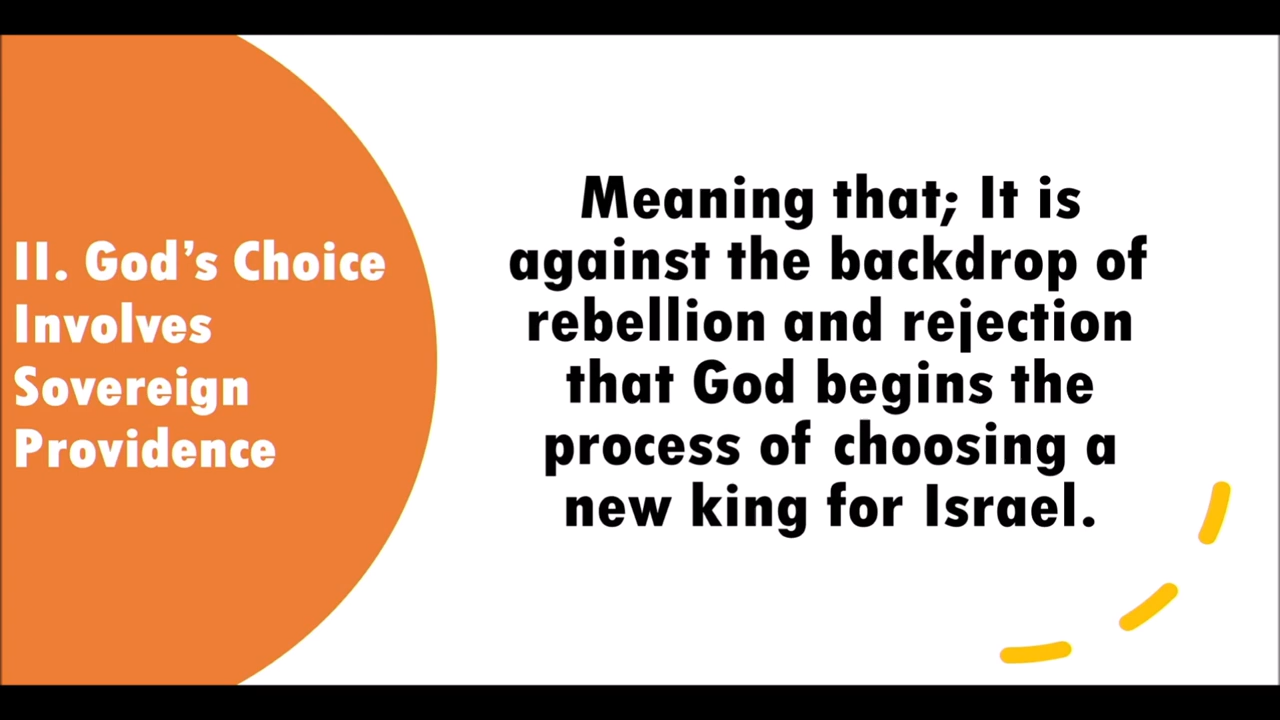 II. God’s Choice
Involves
Sovereign
Providence
Meaning that; It is
against the backdrop of
rebellion and rejection
that God begins the
process of choosing a
new king for Israel.